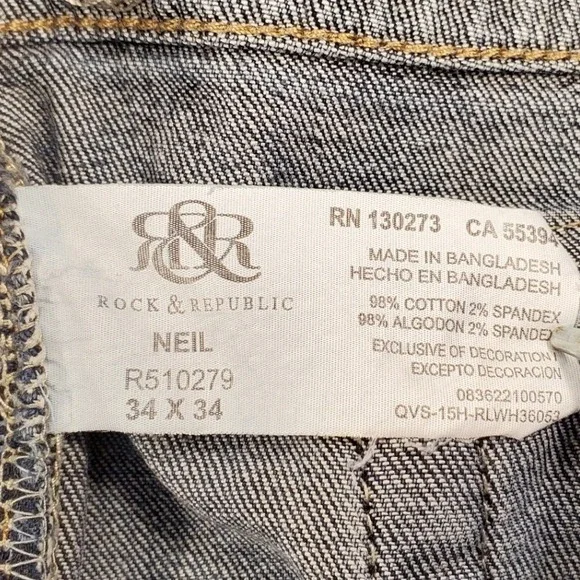 R&R
ROCK & REPUBLIC
NEIL
R510279
34 X 34
RN 130273 CA 55394
MADE IN BANGLADESH
HECHO EN BANGLADESH
98% COTTON 2% SPANDEX
98% ALGODON 2% SPANDEX
EXCLUSIVE OF DECORATION
EXCEPTO DECORACION
083622100570
QVS-15H-RLWH36053